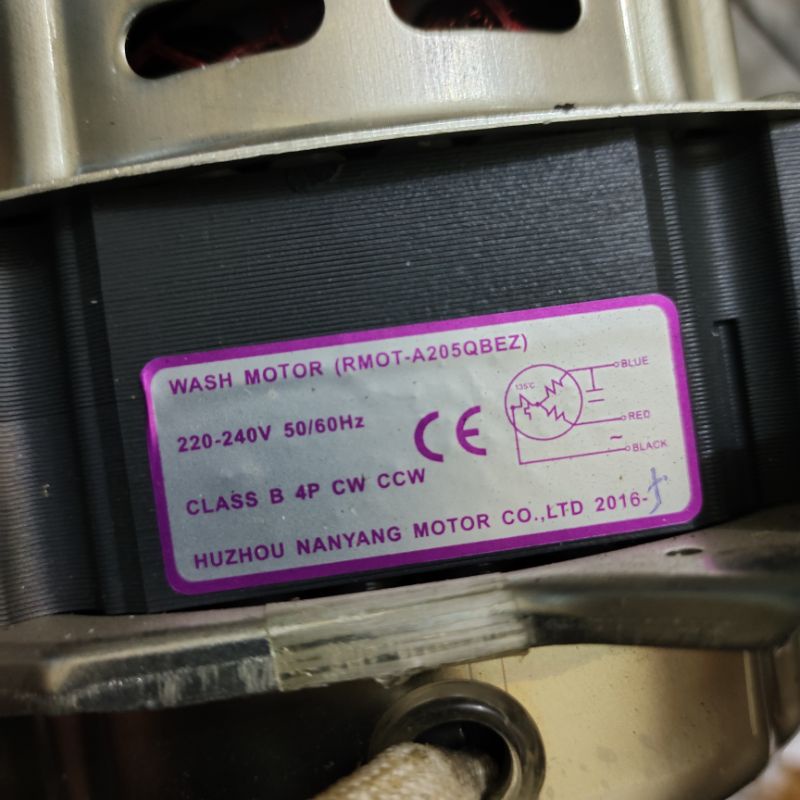 WASH MOTOR (RMOT-A205QBEZ)
220-240V 50/60Hz
CE
CLASS B 4P CW CCW
135℃
BLUE
RED
~
BLACK
HUZHOU NANYANG MOTOR CO.,LTD 2016-